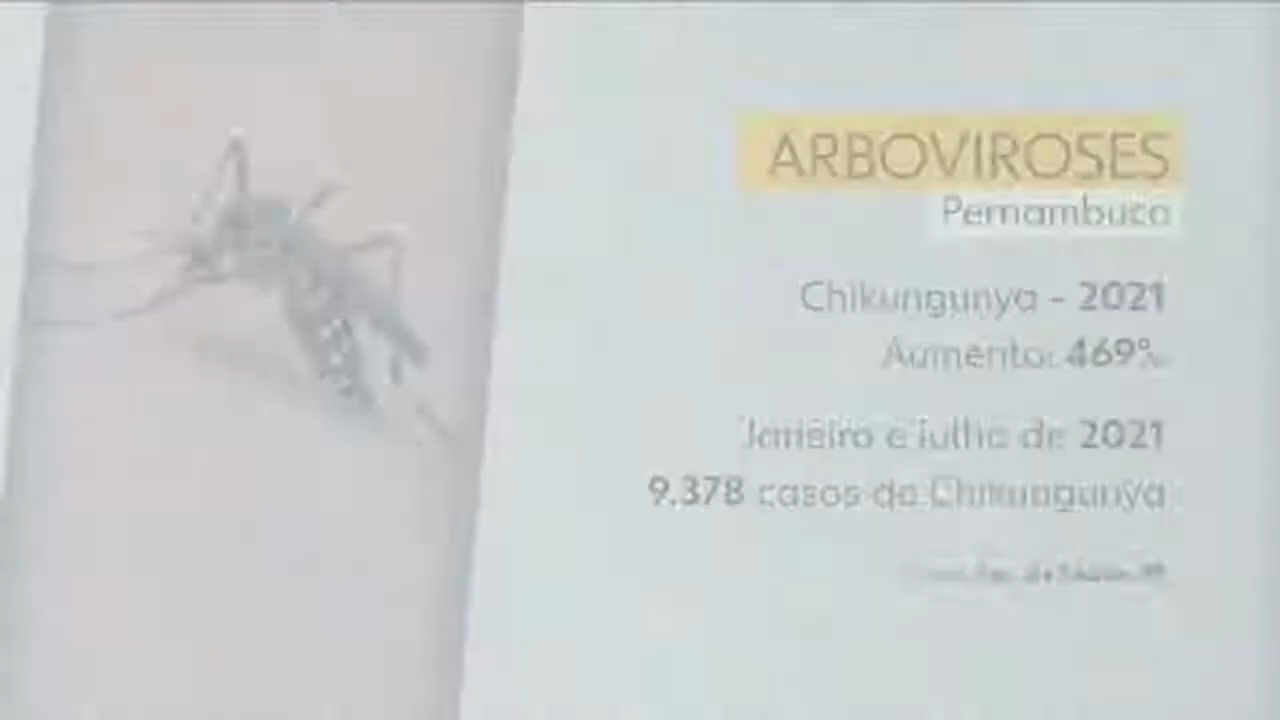 ARBOVIROSES
Pernambuco
Chikungunya - 2021
Aumento: 469%
Janeiro e julho de 2021
9.378 casos de Chikungunya